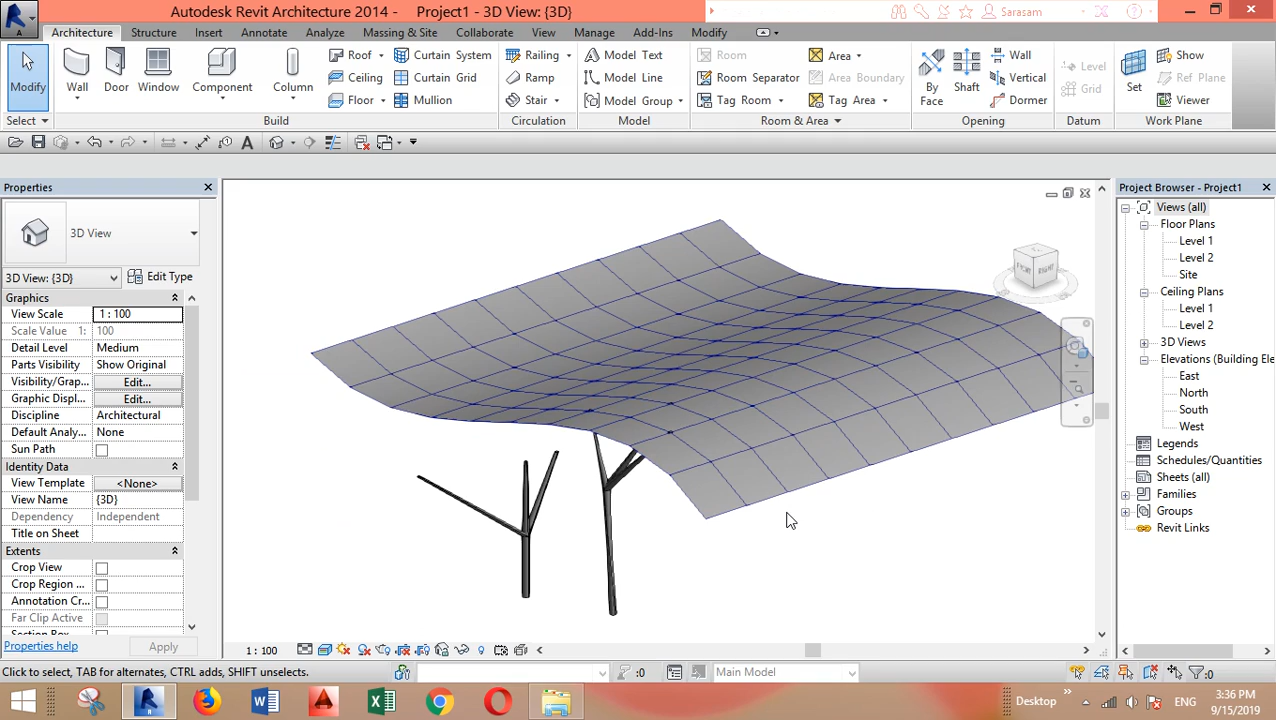 Autodesk Revit Architecture 2014 - Project1 - 3D View: {3D}
Sarasam
Architecture Structure Insert Annotate Analyze Massing & Site Collaborate View Manage Add-Ins Modify
Modify
Wall
Door
Window
Component
Column
Roof
Ceiling
Floor
Curtain System
Curtain Grid
Mullion
Railing
Ramp
Stair
Model Text
Model Line
Model Group
Room
Room Separator
Tag Room
Area
Area Boundary
Tag Area
By
Face
Shaft
Wall
Vertical
Dormer
Level
Grid
Set
Show
Ref Plane
Viewer
Select Build Circulation Model Room & Area Opening Datum Work Plane
Properties
3D View
3D View: {3D}
Edit Type
Graphics
View Scale 1 : 100
Scale Value 1: 100
Detail Level Medium
Parts Visibility Show Original
Visibility/Grap... Edit...
Graphic Displ... Edit...
Discipline Architectural
Default Analy... None
Sun Path
Identity Data
View Template <None>
View Name {3D}
Dependency Independent
Title on Sheet
Extents
Crop View
Crop Region ...
Annotation Cr...
Far Clip Active
Section Box
Properties help
Apply
FRONT
RIGHT
1 : 100
Project Browser - Project1
Views (all)
Floor Plans
Level 1
Level 2
Site
Ceiling Plans
Level 1
Level 2
3D Views
Elevations (Building Ele
East
North
South
West
Legends
Schedules/Quantities
Sheets (all)
Families
Groups
Revit Links
Click to select, TAB for alternates, CTRL adds, SHIFT unselects.
:0
Main Model
:0
Desktop
ENG
3:36 PM
9/15/2019